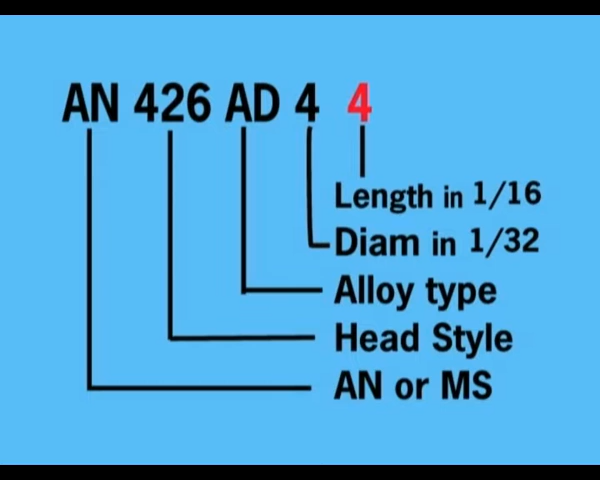 AN 426 AD 4 4
Length in 1/16
Diam in 1/32
Alloy type
Head Style
AN or MS